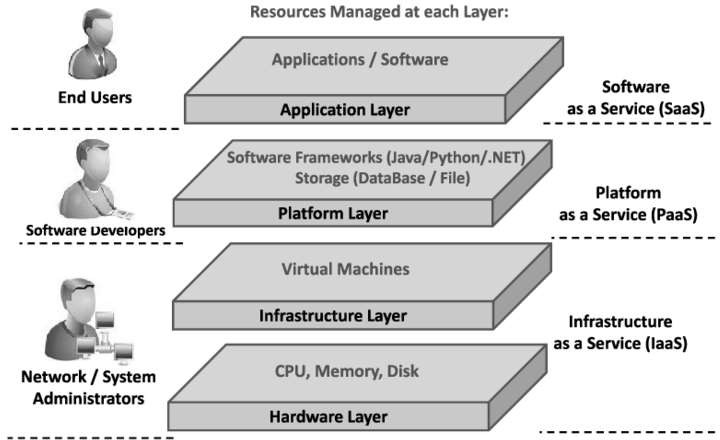 Resources Managed at each Layer:
Applications / Software
Application Layer
End Users
Software
as a Service (SaaS)
Software Frameworks (Java/Python/.NET)
Storage (DataBase / File)
Platform Layer
Software Developers
Platform
as a Service (PaaS)
Virtual Machines
Infrastructure Layer
Infrastructure
as a Service (IaaS)
Network / System
Administrators
CPU, Memory, Disk
Hardware Layer